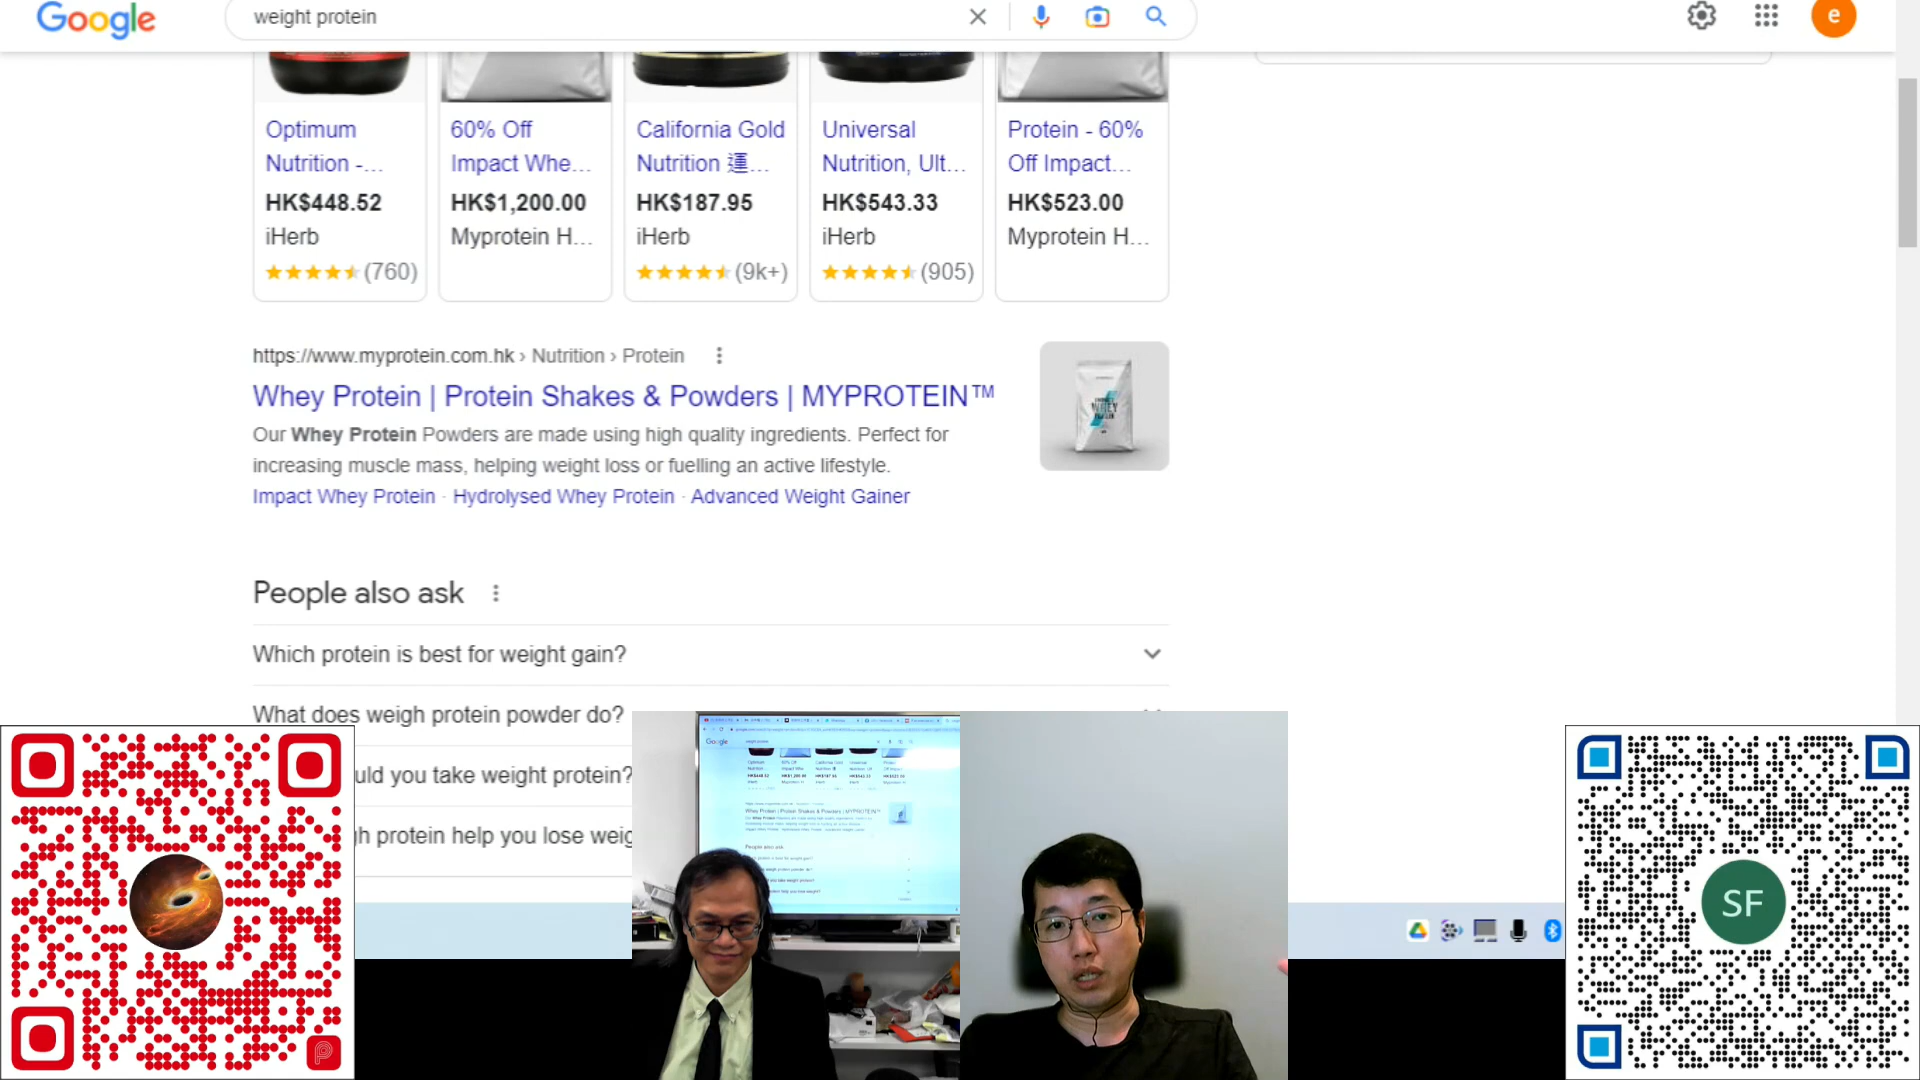 Google
weight protein
e
Optimum
Nutrition -...
HK$448.52
iHerb
(760)
60% Off
Impact Whe...
HK$1,200.00
Myprotein H...
California Gold
Nutrition 運...
HK$187.95
iHerb
(9k+)
Universal
Nutrition, Ult...
HK$543.33
iHerb
(905)
Protein - 60%
Off Impact...
HK$523.00
Myprotein H...
https://www.myprotein.com.hk › Nutrition › Protein
Whey Protein | Protein Shakes & Powders | MYPROTEIN™
Our Whey Protein Powders are made using high quality ingredients. Perfect for
increasing muscle mass, helping weight loss or fuelling an active lifestyle.
Impact Whey Protein · Hydrolysed Whey Protein · Advanced Weight Gainer
WHEY
People also ask
Which protein is best for weight gain?
What does weigh protein powder do?
uld you take weight protein?
gh protein help you lose weig
SF